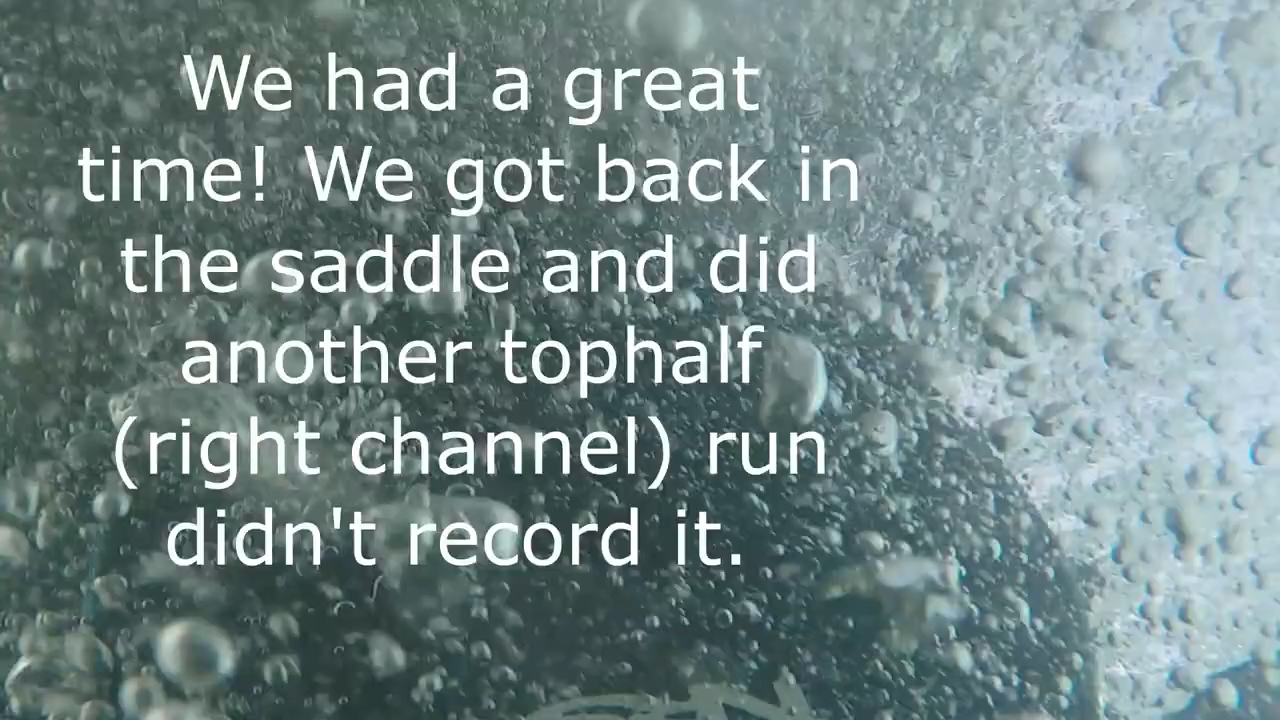 We had a great
time! We got back in
the saddle and did
another tophalf
(right channel) run
didn't record it.